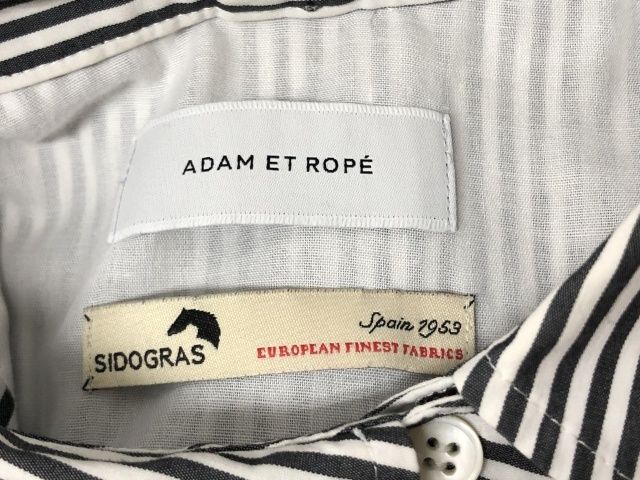 ADAM ET ROPÉ
Spain 1953
SIDOGRAS
EUROPEAN FINEST FABRICS